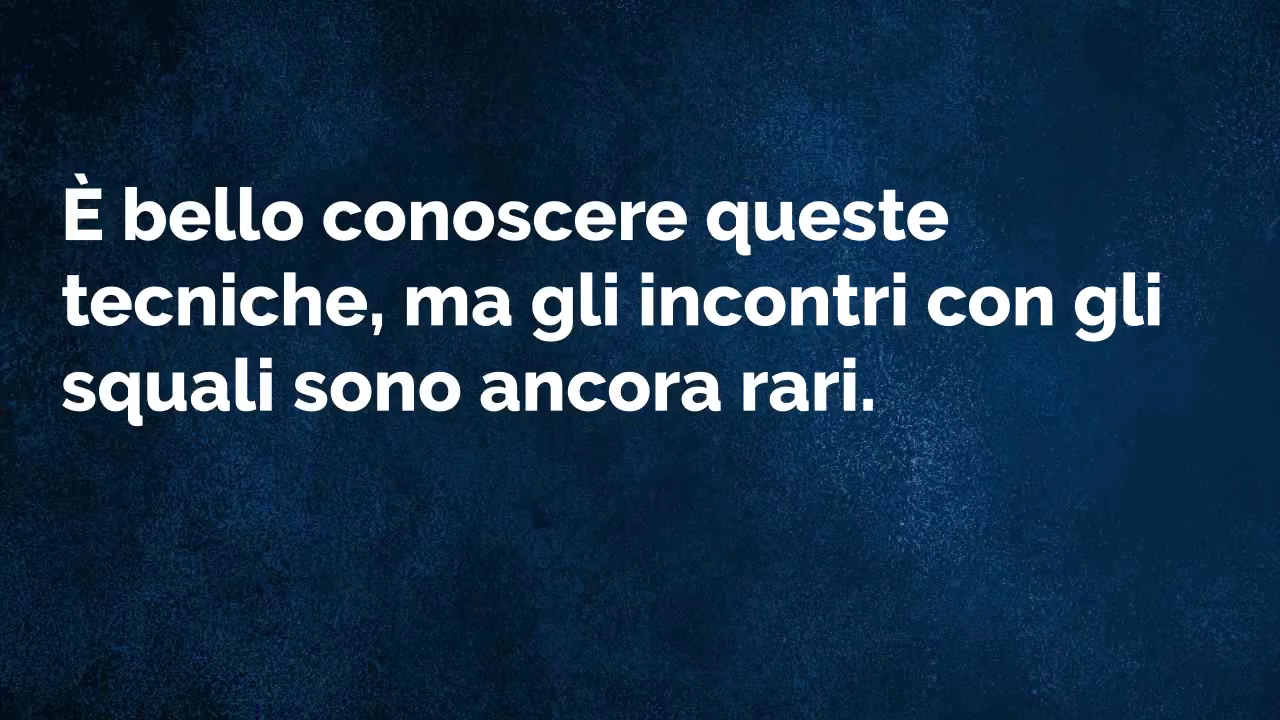 È bello conoscere queste
tecniche, ma gli incontri con gli
squali sono ancora rari.